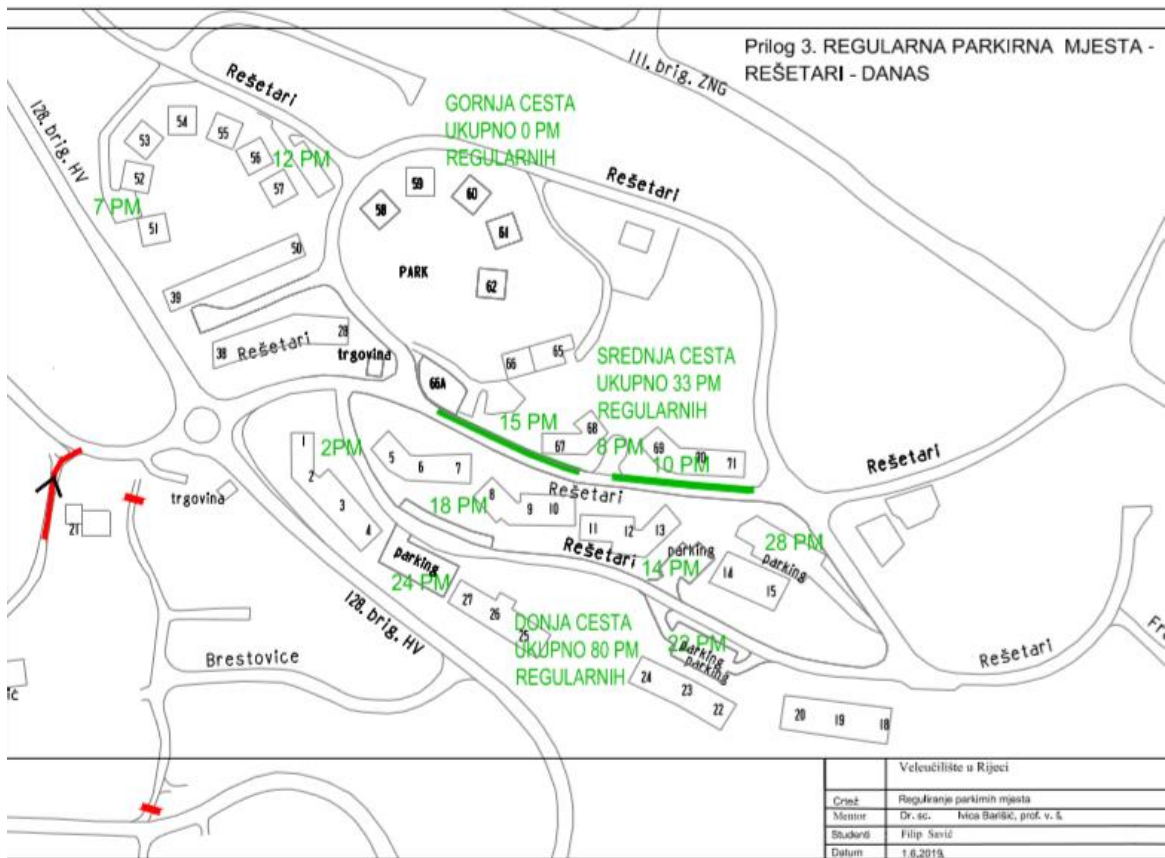 Prilog 3. REGULARNA PARKIRNA MJESTA -
REŠETARI - DANAS
III. brig. ZNG
Rešetari
128. brig. HV
GORNJA CESTA
UKUPNO 0 PM
REGULARNIH
54
53
55
56
52
57
12 PM
7 PM
51
59
60
58
61
Rešetari
50
PARK
62
39
28
38
Rešetari
trgovina
66
65
66A
SREDNJA CESTA
UKUPNO 33 PM
REGULARNIH
15 PM
68
67
8 PM
69
70
71
10 PM
Rešetari
1
2PM
2
3
4
5
6
7
Rešetari
trgovina
21
18 PM
8
9
10
11
12
13
Rešetari
parking
14 PM
28 PM
parking
14
15
parking
24 PM
27
26
25
128. brig. HV
DONJA CESTA
UKUPNO 80 PM
REGULARNIH
22 PM
parking
parking
24
23
22
20
19
18
Rešetari
Brestovice
Veleučilište u Rijeci
Crtež
Reguliranje parkirnih mjesta
Mentor
Dr. sc. Ivica Barišić, prof. v. š.
Studenti
Filip Savić
Datum
1.6.2019.